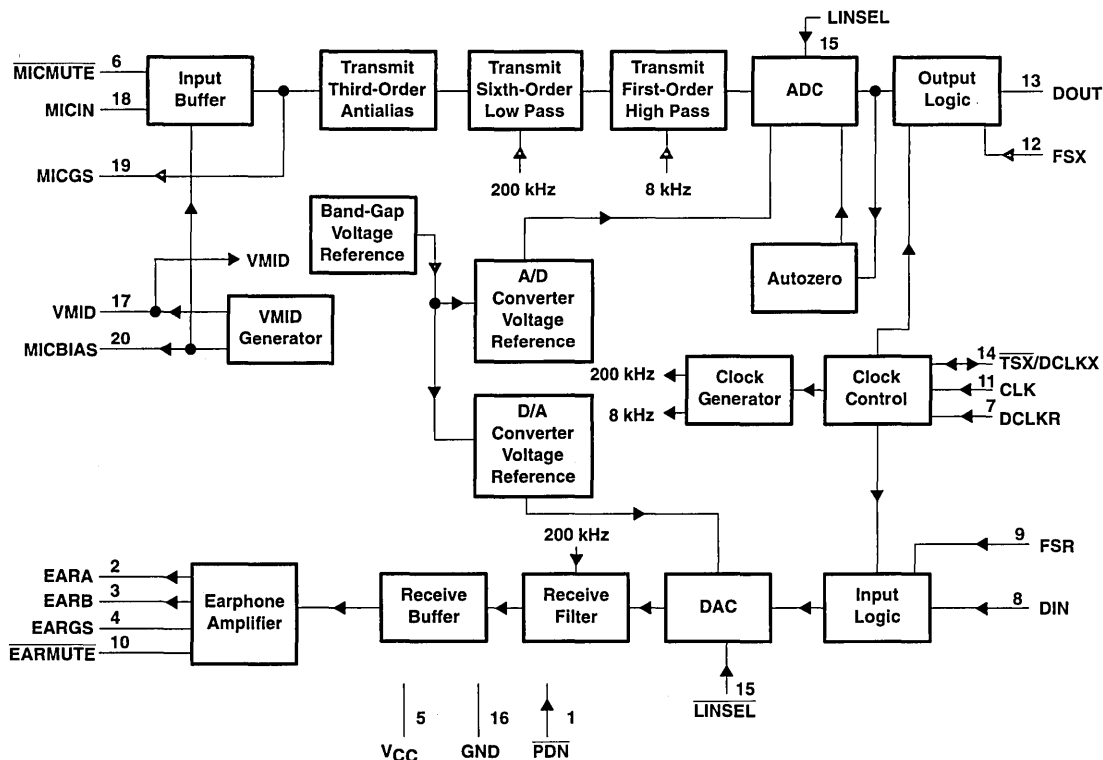 LINSEL
15
6
MICMUTE
18
MICIN
Input
Buffer
Transmit
Third-Order
Antialias
Transmit
Sixth-Order
Low Pass
Transmit
First-Order
High Pass
ADC
Output
Logic
13
DOUT
12
FSX
19
MICGS
200 kHz
8 kHz
Band-Gap
Voltage
Reference
VMID
17
VMID
20
MICBIAS
VMID
Generator
A/D
Converter
Voltage
Reference
Autozero
200 kHz
8 kHz
Clock
Generator
Clock
Control
14
TSX/DCLKX
11
CLK
7
DCLKR
D/A
Converter
Voltage
Reference
200 kHz
9
FSR
8
DIN
2
EARA
3
EARB
4
EARGS
10
EARMUTE
Earphone
Amplifier
Receive
Buffer
Receive
Filter
DAC
Input
Logic
15
LINSEL
5
VCC
16
GND
1
PDN